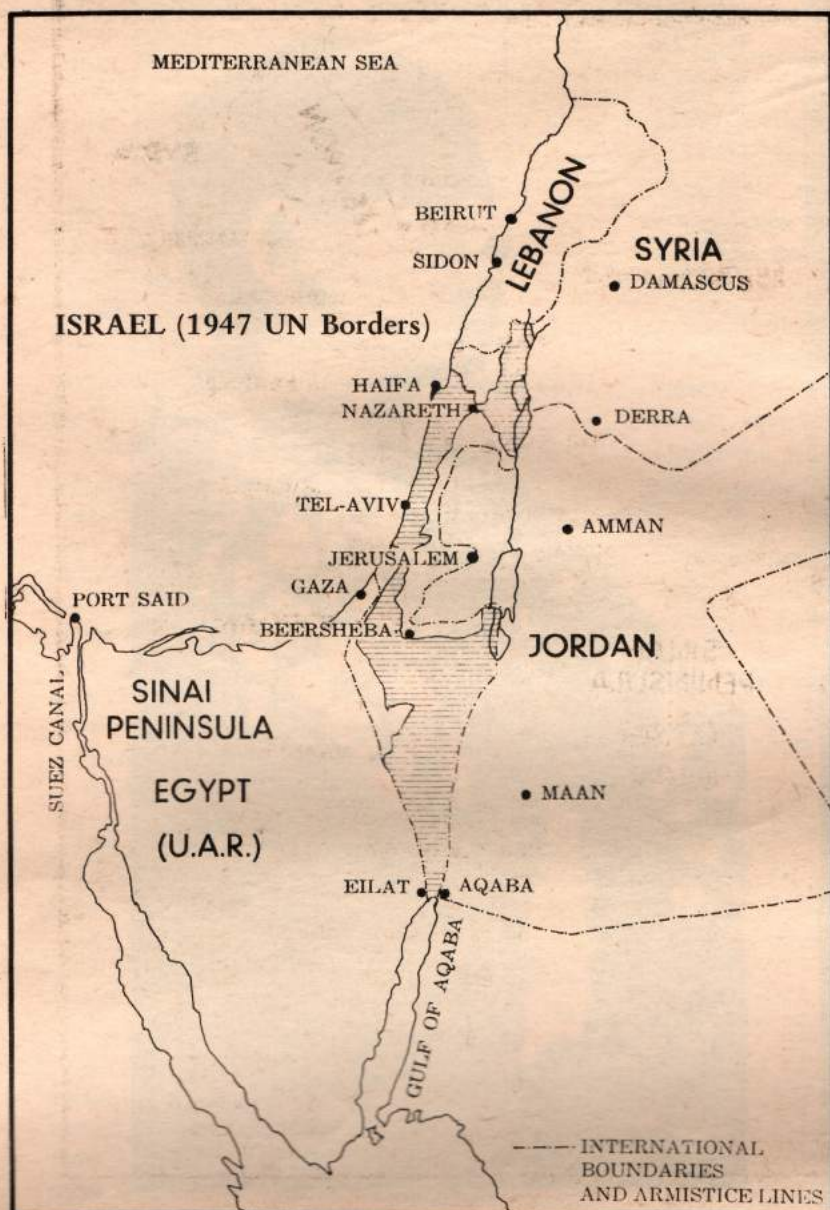 MEDITERRANEAN SEA
BEIRUT
LEBANON
SYRIA
SIDON
DAMASCUS
ISRAEL (1947 UN Borders)
HAIFA
NAZARETH
DERRA
TEL-AVIV
AMMAN
JERUSALEM
GAZA
PORT SAID
BEERSHEBA
JORDAN
SINAI
PENINSULA
SUEZ CANAL
EGYPT
MAAN
(U.A.R.)
EILAT
AQABA
GULF OF AQABA
INTERNATIONAL
BOUNDARIES
AND ARMISTICE LINES